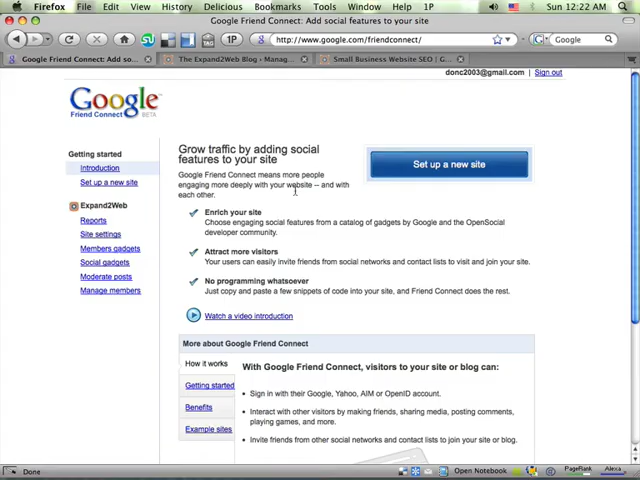 Firefox File Edit View History Delicious Bookmarks Tools Window Help 1P Sun 12:22 AM
Google Friend Connect: Add social features to your site
1P http://www.google.com/friendconnect/ Google
Google Friend Connect: Add so... The Expand2Web Blog ‹ Manag... Small Business Website SEO | ...
donc2003@gmail.com | Sign out
Google
Friend Connect BETA
Getting started
Introduction
Set up a new site
Expand2Web
Reports
Site settings
Members gadgets
Social gadgets
Moderate posts
Manage members
Grow traffic by adding social
features to your site
Google Friend Connect means more people
engaging more deeply with your website -- and with
each other.
Set up a new site
Enrich your site
Choose engaging social features from a catalog of gadgets by Google and the OpenSocial
developer community.
Attract more visitors
Your users can easily invite friends from social networks and contact lists to visit and join your site.
No programming whatsoever
Just copy and paste a few snippets of code into your site, and Friend Connect does the rest.
Watch a video introduction
More about Google Friend Connect
How it works
Getting started
Benefits
Example sites
With Google Friend Connect, visitors to your site or blog can:
Sign in with their Google, Yahoo, AIM or OpenID account.
Interact with other visitors by making friends, sharing media, posting comments,
playing games, and more.
Invite friends from other social networks and contact lists to join your site or blog.
Done Open Notebook PageRank Alexa